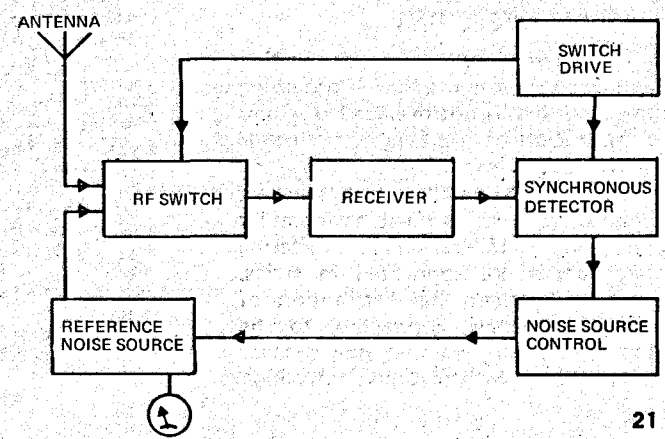 ANTENNA
SWITCH
DRIVE
RF SWITCH
RECEIVER
SYNCHRONOUS
DETECTOR
REFERENCE
NOISE SOURCE
NOISE SOURCE
CONTROL
21